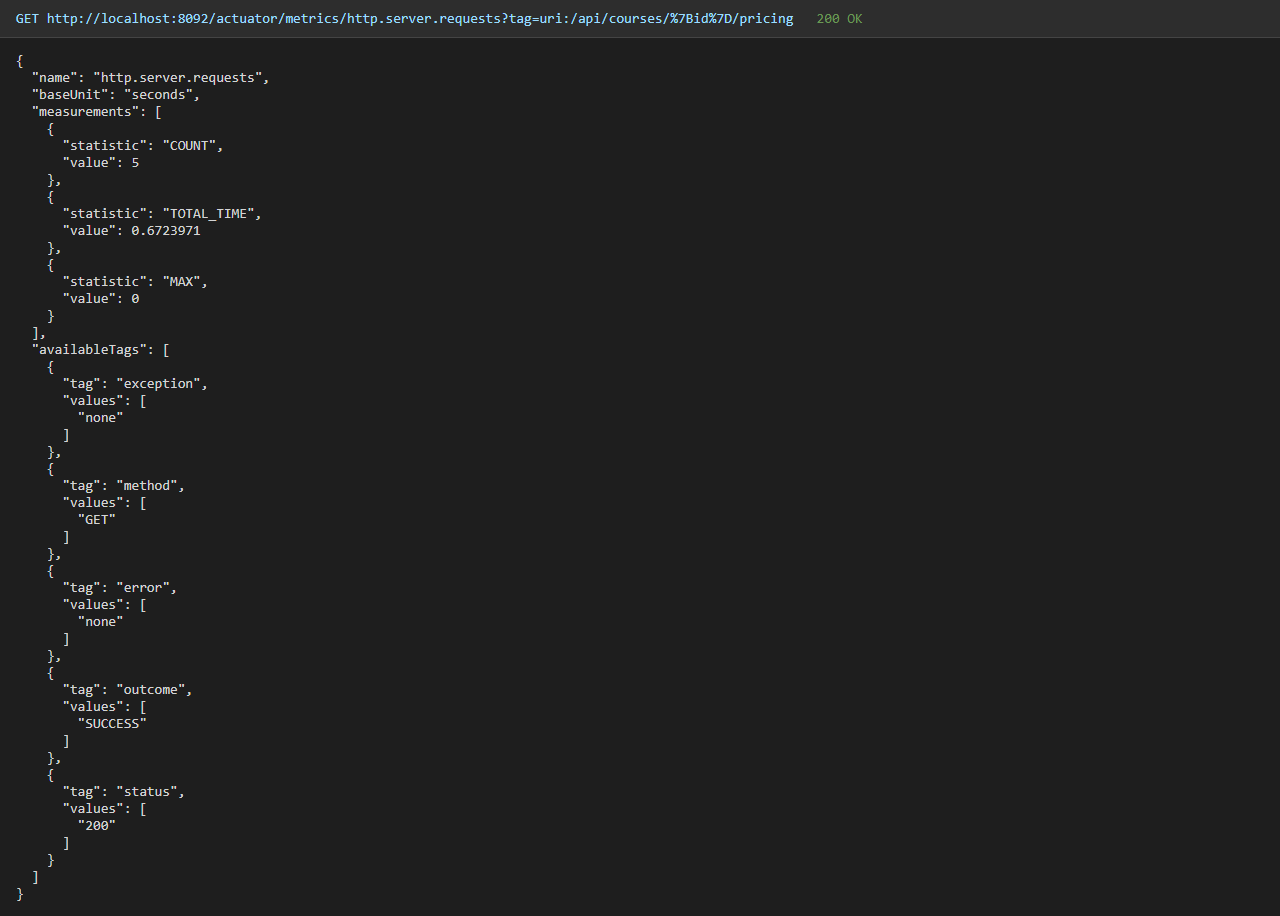 GET http://localhost:8092/actuator/metrics/http.server.requests?tag=uri:/api/courses/%7Bid%7D/pricing   200 OK
{
  "name": "http.server.requests",
  "baseUnit": "seconds",
  "measurements": [
    {
      "statistic": "COUNT",
      "value": 5
    },
    {
      "statistic": "TOTAL_TIME",
      "value": 0.6723971
    },
    {
      "statistic": "MAX",
      "value": 0
    }
  ],
  "availableTags": [
    {
      "tag": "exception",
      "values": [
        "none"
      ]
    },
    {
      "tag": "method",
      "values": [
        "GET"
      ]
    },
    {
      "tag": "error",
      "values": [
        "none"
      ]
    },
    {
      "tag": "outcome",
      "values": [
        "SUCCESS"
      ]
    },
    {
      "tag": "status",
      "values": [
        "200"
      ]
    }
  ]
}